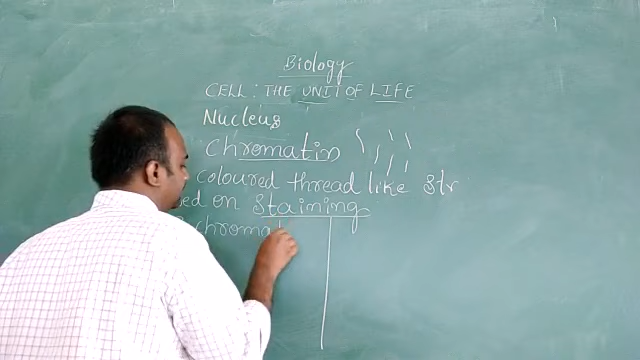 Biology
CELL : THE UNIT OF LIFE
Nucleus
Chromatin
coloured thread like Str
ed on Staining
chromat